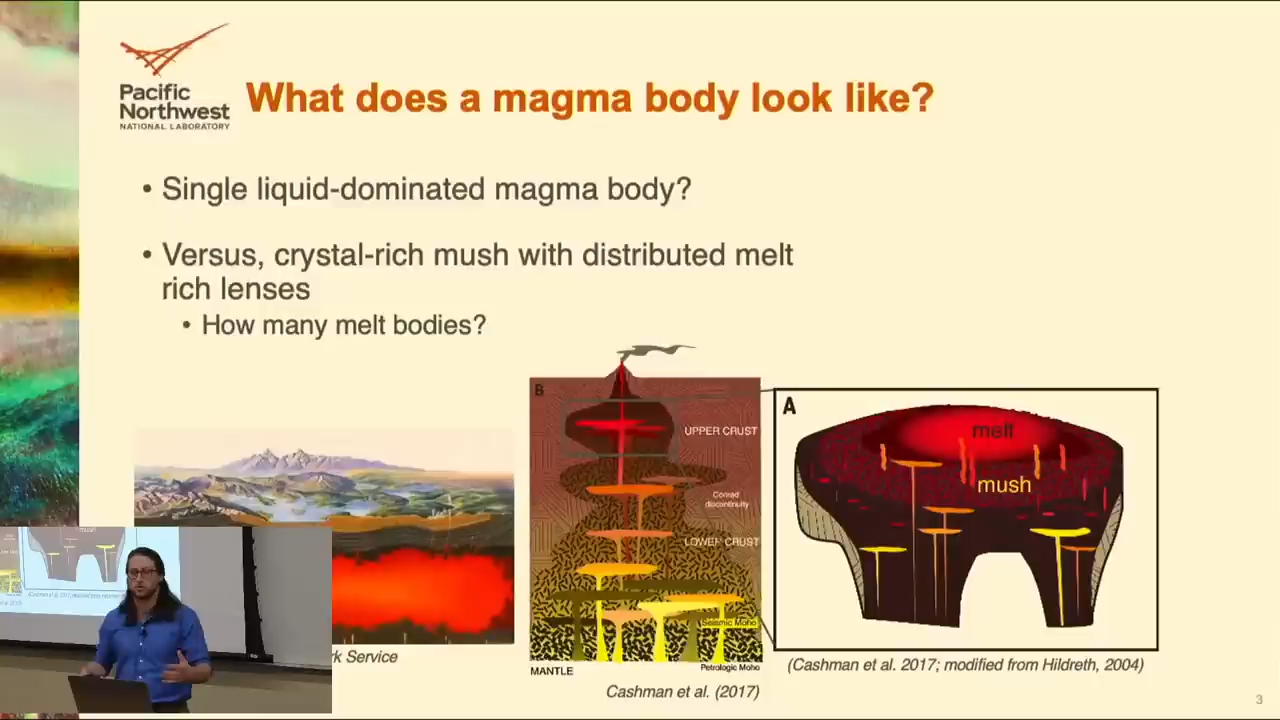 Pacific
Northwest
NATIONAL LABORATORY
What does a magma body look like?
• Single liquid-dominated magma body?
• Versus, crystal-rich mush with distributed melt
rich lenses
• How many melt bodies?
B
UPPER CRUST
Conrad
discontinuity
LOWER CRUST
Seismic Moho
MANTLE
Petrologic Moho
Cashman et al. (2017)
A
melt
mush
(Cashman et al. 2017; modified from Hildreth, 2004)
rk Service
mush
3